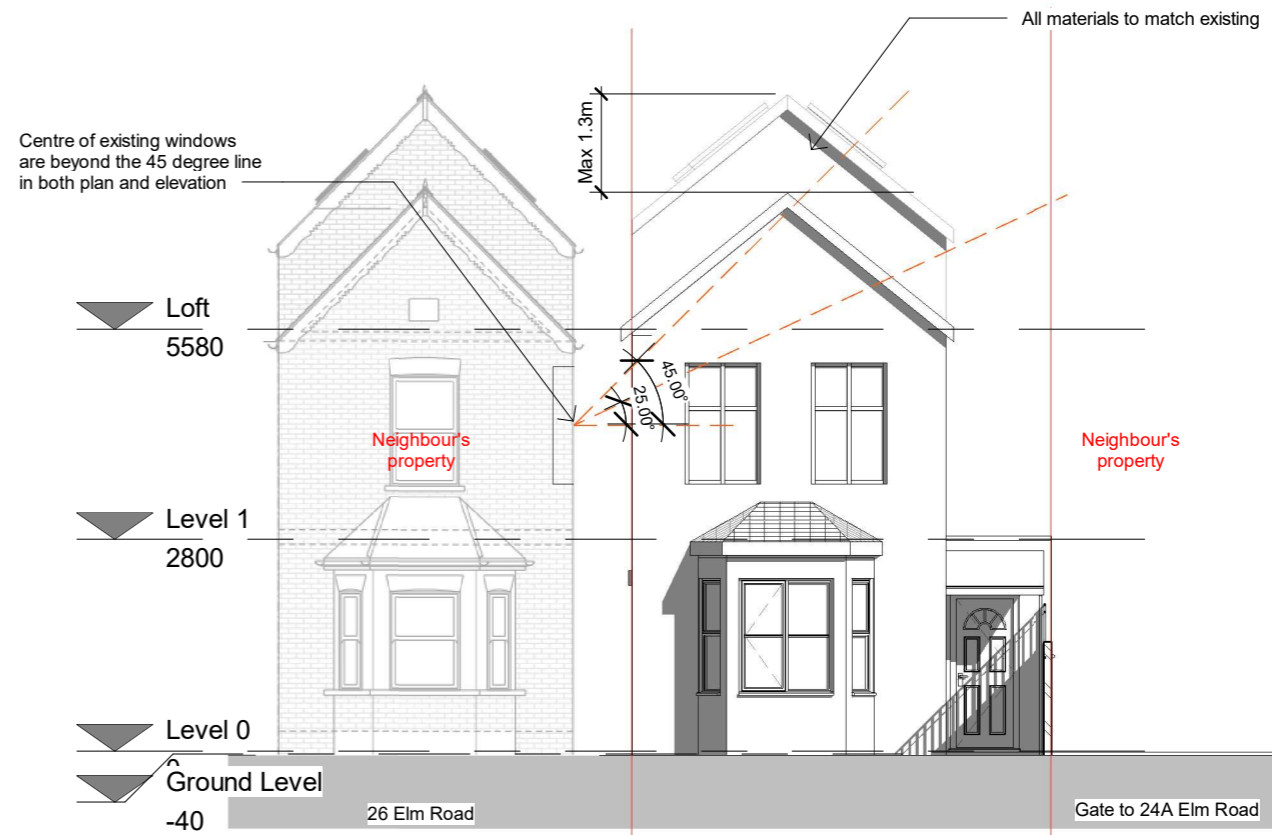 All materials to match existing
Max 1.3m
Centre of existing windows
are beyond the 45 degree line
in both plan and elevation
Loft
5580
45.00°
25.00°
Neighbour's
property
Neighbour's
property
Level 1
2800
Level 0
0
Ground Level
-40
26 Elm Road
Gate to 24A Elm Road